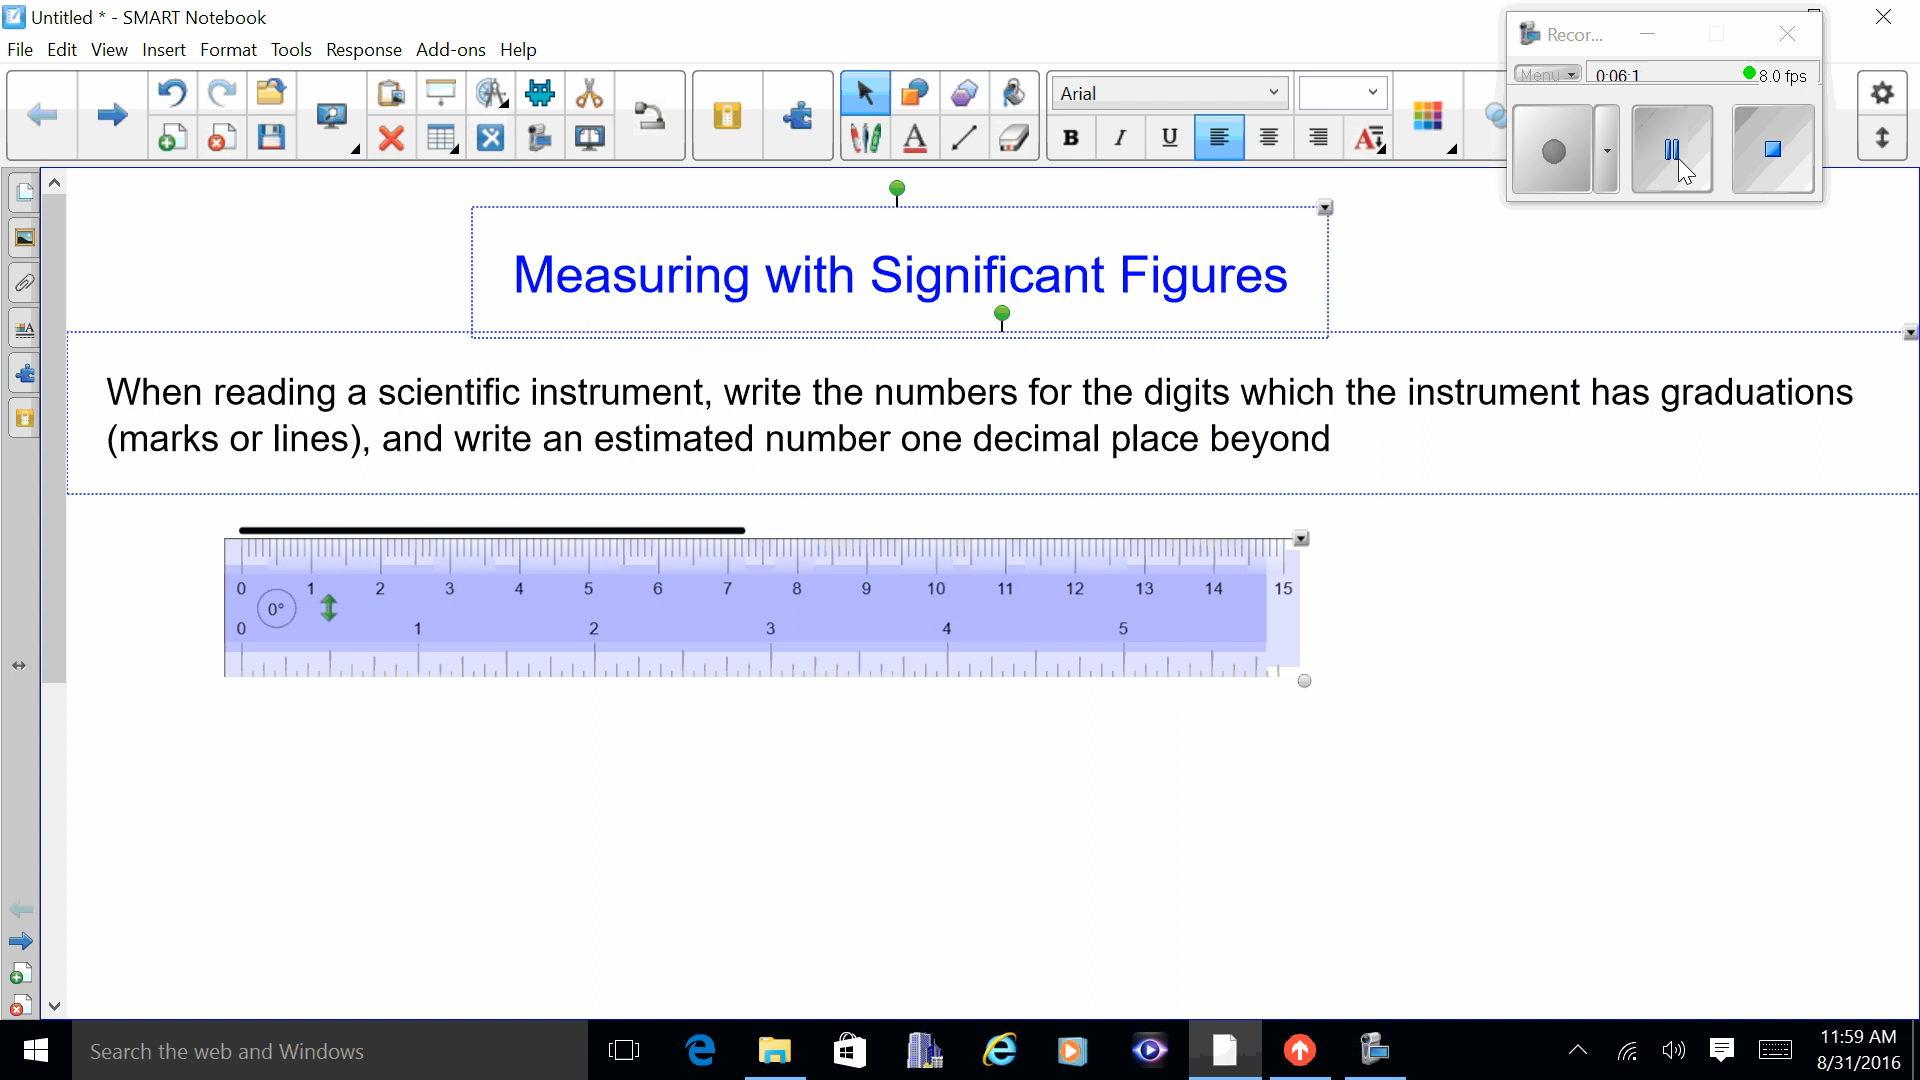 Untitled * - SMART Notebook
File Edit View Insert Format Tools Response Add-ons Help
Recor...
Menu 0:06:1 8.0 fps
Arial
B I U A
Measuring with Significant Figures
When reading a scientific instrument, write the numbers for the digits which the instrument has graduations
(marks or lines), and write an estimated number one decimal place beyond
0 1 2 3 4 5 6 7 8 9 10 11 12 13 14 15
0°
0 1 2 3 4 5
Search the web and Windows
11:59 AM
8/31/2016